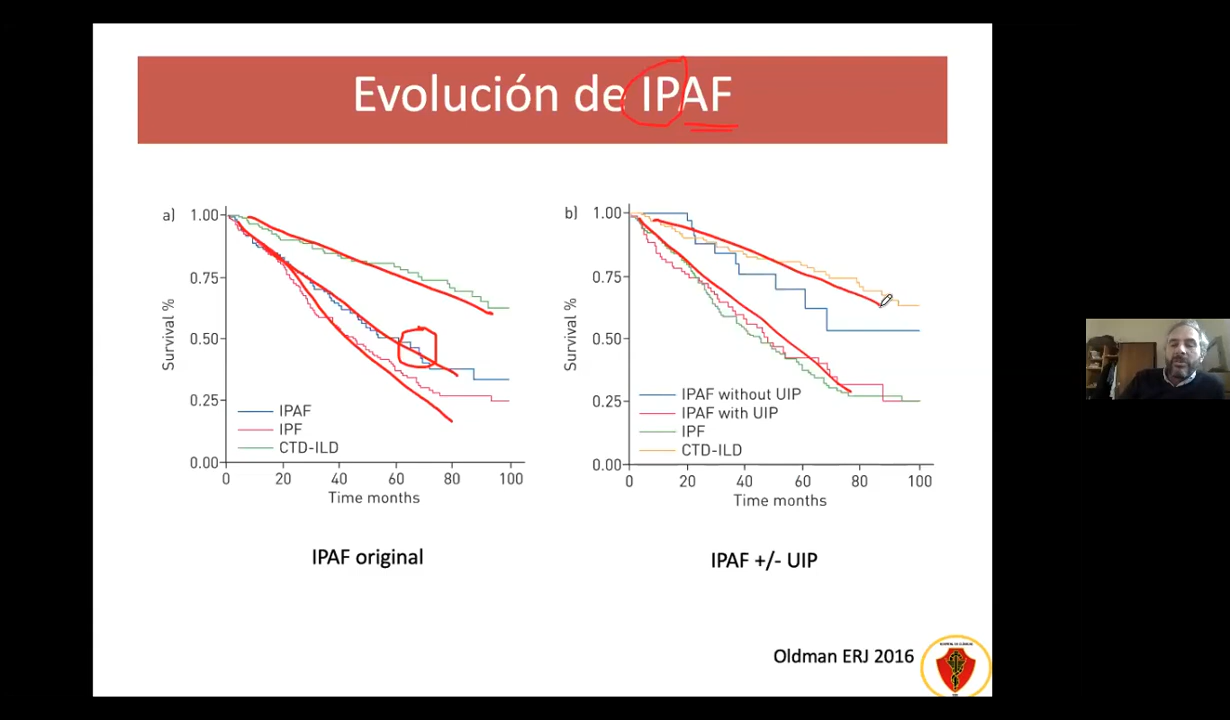 Evolución de IPAF
a)
Survival %
1.00
0.75
0.50
0.25
0.00
IPAF
IPF
CTD-ILD
0 20 40 60 80 100
Time months
IPAF original
b)
Survival %
1.00
0.75
0.50
0.25
0.00
IPAF without UIP
IPAF with UIP
IPF
CTD-ILD
0 20 40 60 80 100
Time months
IPAF +/- UIP
Oldman ERJ 2016